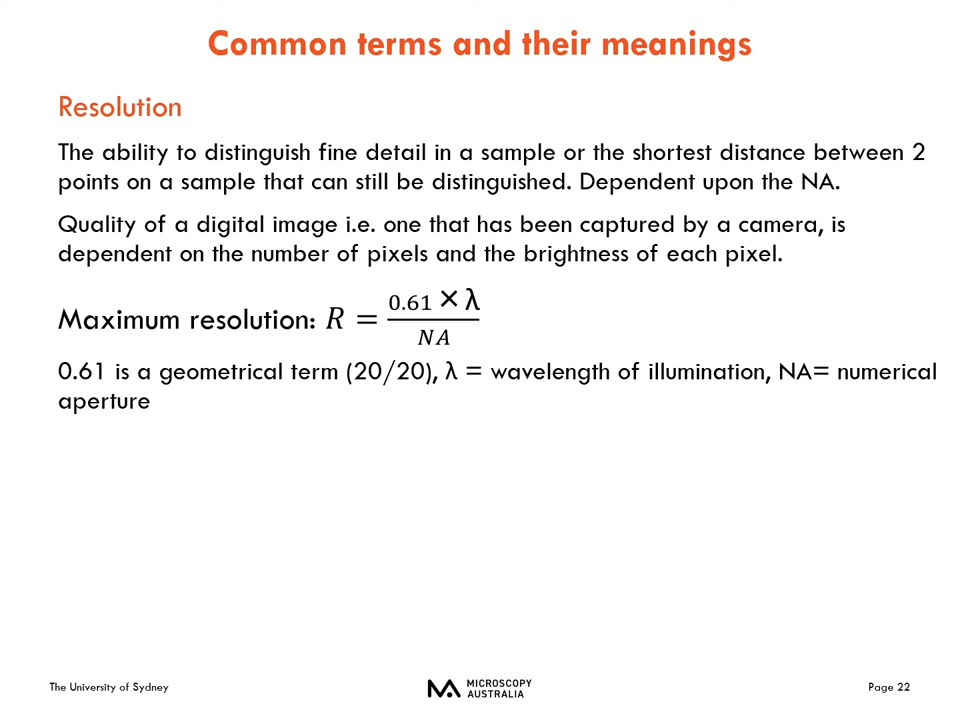 Common terms and their meanings
Resolution
The ability to distinguish fine detail in a sample or the shortest distance between 2
points on a sample that can still be distinguished. Dependent upon the NA.
Quality of a digital image i.e. one that has been captured by a camera, is
dependent on the number of pixels and the brightness of each pixel.
Maximum resolution: R = 0.61 × λ / NA
0.61 is a geometrical term (20/20), λ = wavelength of illumination, NA= numerical
aperture
The University of Sydney
MICROSCOPY
AUSTRALIA
Page 22